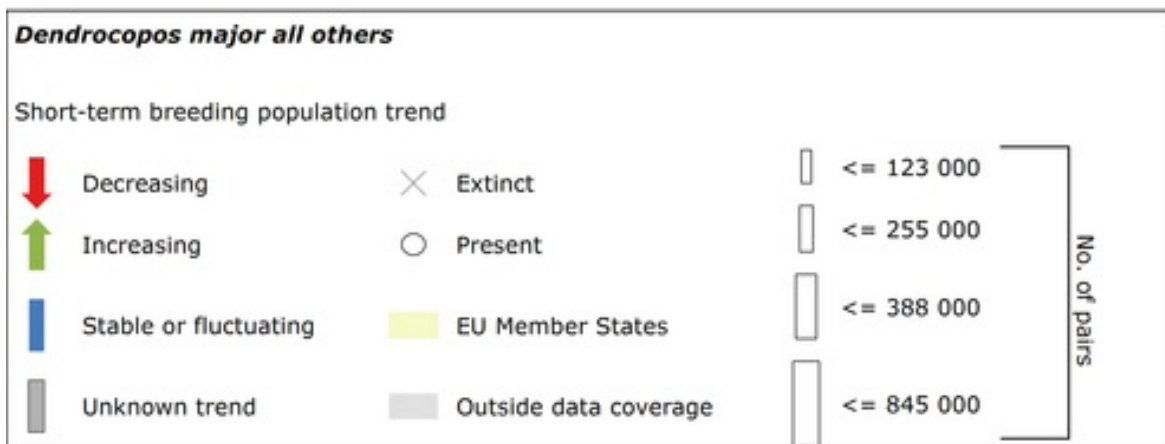 Dendrocopos major all others
Short-term breeding population trend
Decreasing
Extinct
<= 123 000
Increasing
Present
<= 255 000
Stable or fluctuating
EU Member States
<= 388 000
Unknown trend
Outside data coverage
<= 845 000
No. of pairs